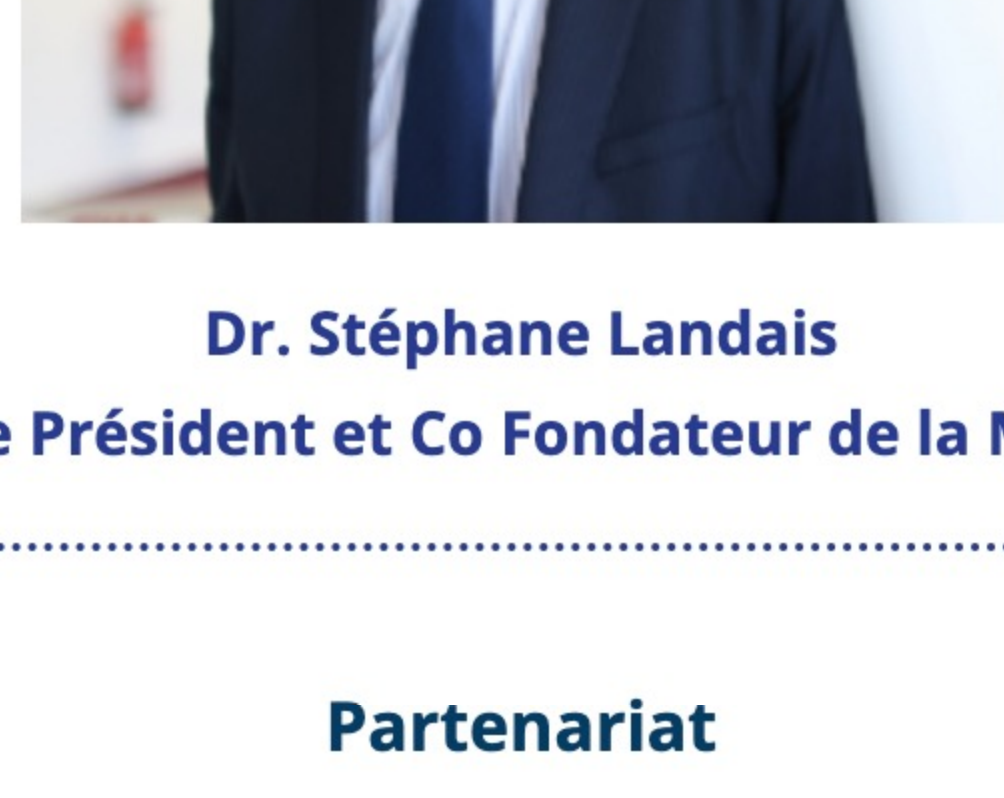 Dr. Stéphane Landais
Président et Co Fondateur de la
Partenariat